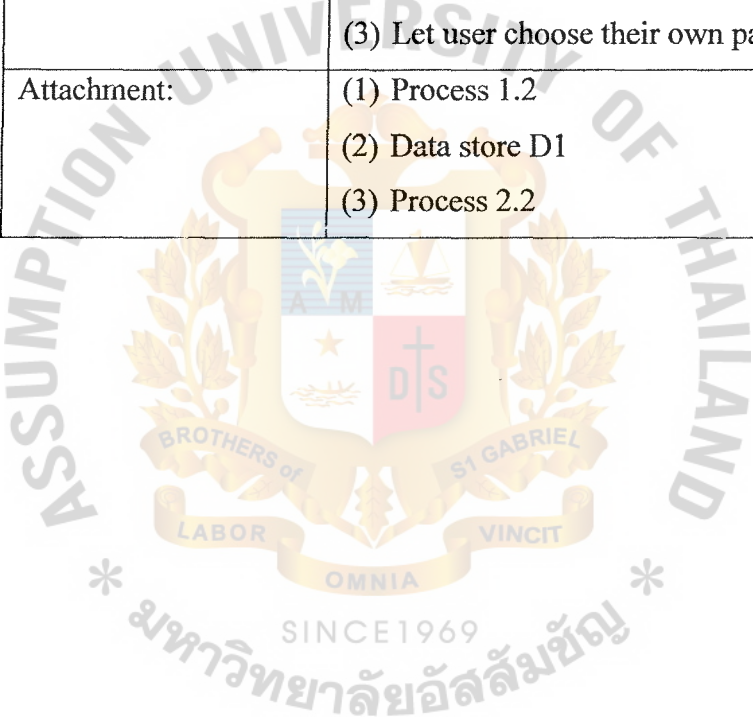 (3) Let user choose their own pa
Attachment:
(1) Process 1.2
(2) Data store D1
(3) Process 2.2
ASSUMPTION UNIVERSITY OF THAILAND
A M
D S
BROTHERS of
S1 GABRIEL
LABOR
VINCIT
OMNIA
* *
SINCE1969
มหาวิทยาลัยอัสสัมชัญ